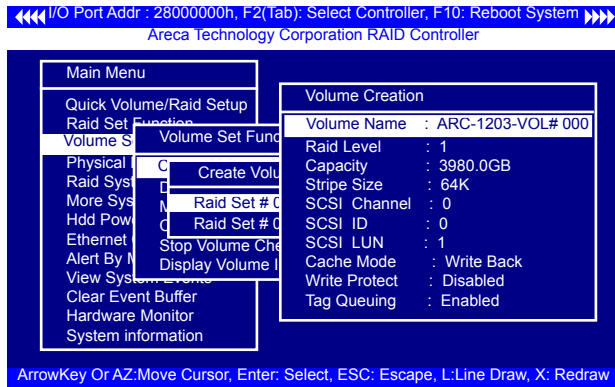 I/O Port Addr : 28000000h, F2(Tab): Select Controller, F10: Reboot System
Areca Technology Corporation RAID Controller
Main Menu
Quick Volume/Raid Setup
Raid Set Function
Volume S
Physical
Raid Syst
More Sys
Hdd Pow
Ethernet
Alert By
View System Events
Clear Event Buffer
Hardware Monitor
System information
Volume Set Func
Stop Volume Che
Display Volume I
Create Volu
Raid Set # 0
Raid Set # 0
Volume Creation
Volume Name : ARC-1203-VOL# 000
Raid Level : 1
Capacity : 3980.0GB
Stripe Size : 64K
SCSI Channel : 0
SCSI ID : 0
SCSI LUN : 1
Cache Mode : Write Back
Write Protect : Disabled
Tag Queuing : Enabled
ArrowKey Or AZ:Move Cursor, Enter: Select, ESC: Escape, L:Line Draw, X: Redraw